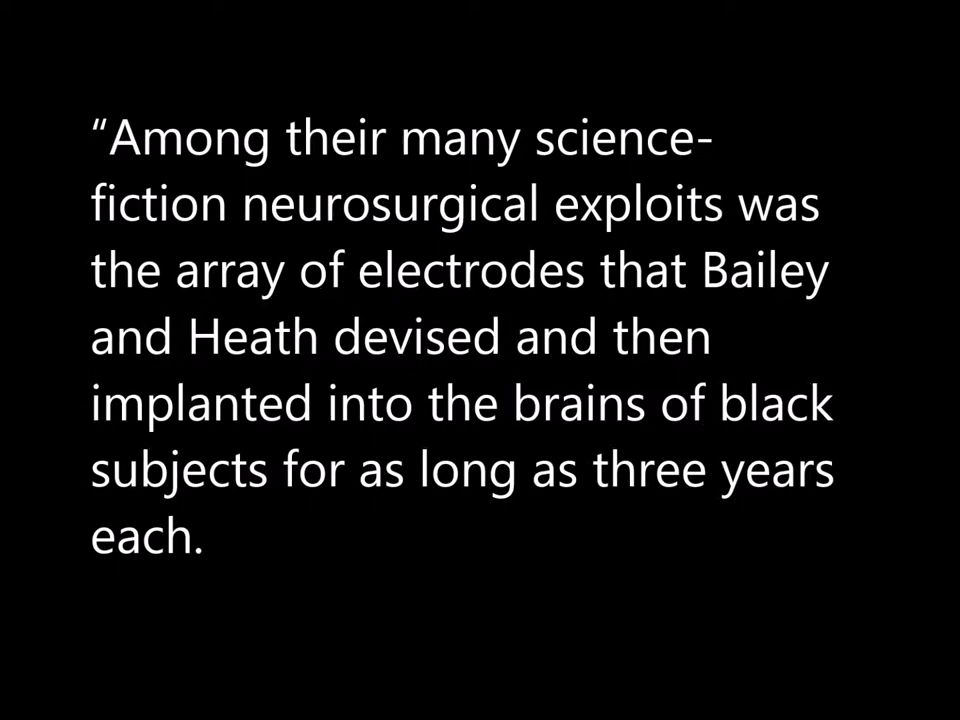 “Among their many science-
fiction neurosurgical exploits was
the array of electrodes that Bailey
and Heath devised and then
implanted into the brains of black
subjects for as long as three years
each.